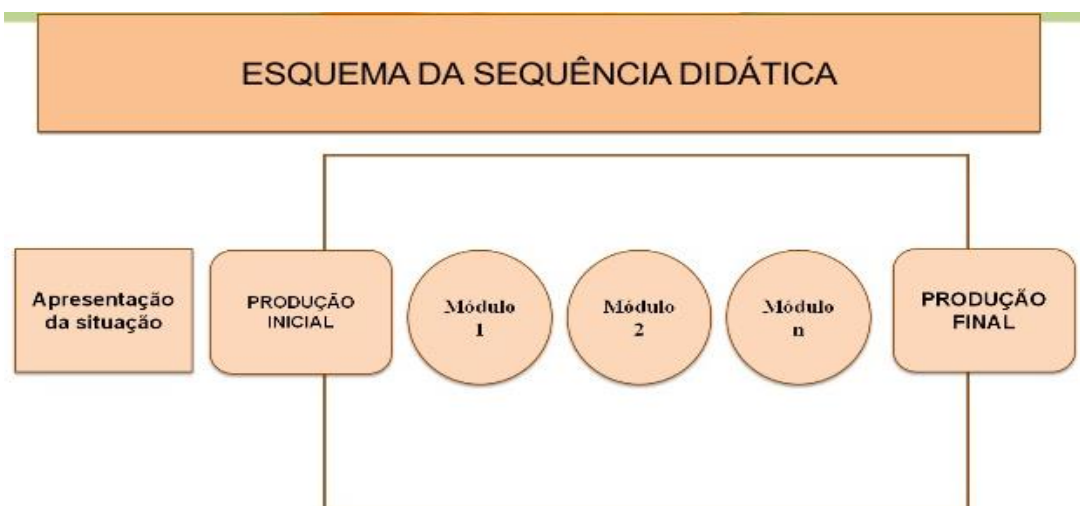 ESQUEMA DA SEQUÊNCIA DIDÁTICA
Apresentação
da situação
PRODUÇÃO
INICIAL
Módulo
1
Módulo
2
Módulo
n
PRODUÇÃO
FINAL